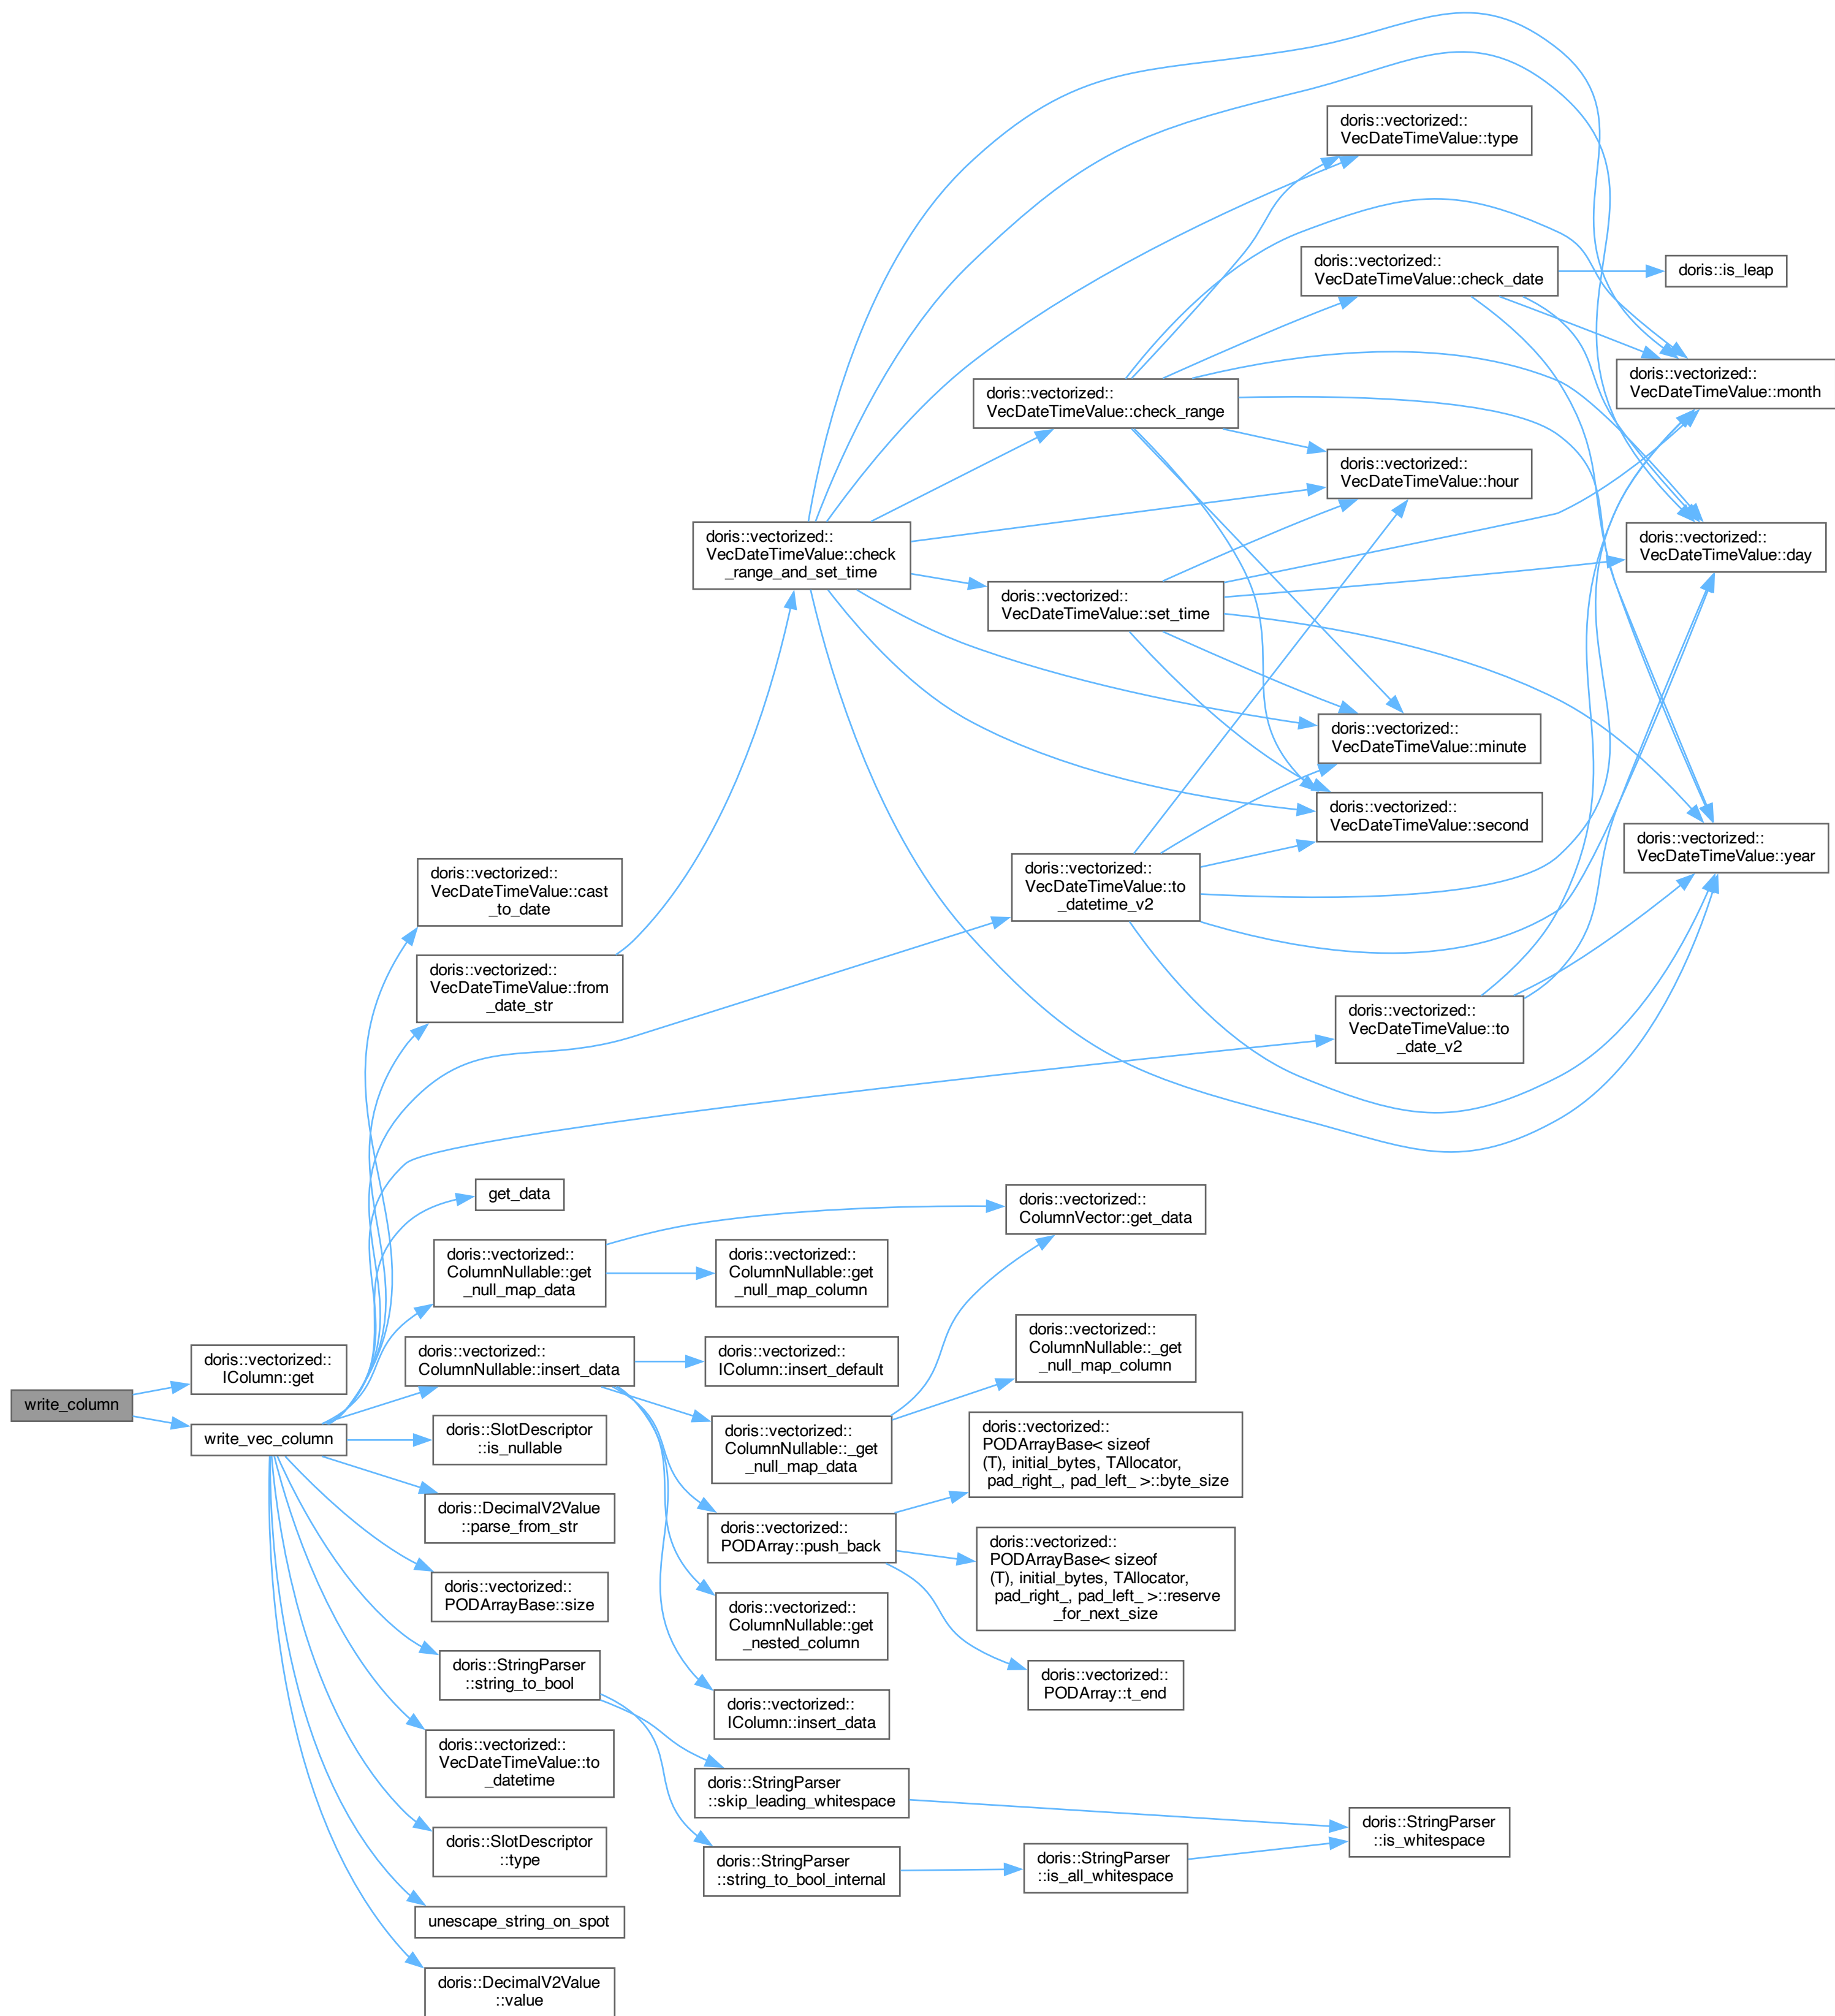 doris::vectorized::
VecDateTimeValue::type
doris::vectorized::
VecDateTimeValue::check_date
doris::is_leap
doris::vectorized::
VecDateTimeValue::month
doris::vectorized::
VecDateTimeValue::check_range
doris::vectorized::
VecDateTimeValue::hour
doris::vectorized::
VecDateTimeValue::check
_range_and_set_time
doris::vectorized::
VecDateTimeValue::day
doris::vectorized::
VecDateTimeValue::set_time
doris::vectorized::
VecDateTimeValue::minute
doris::vectorized::
VecDateTimeValue::second
doris::vectorized::
VecDateTimeValue::year
doris::vectorized::
VecDateTimeValue::cast
_to_date
doris::vectorized::
VecDateTimeValue::to
_datetime_v2
doris::vectorized::
VecDateTimeValue::from
_date_str
doris::vectorized::
VecDateTimeValue::to
_date_v2
get_data
doris::vectorized::
ColumnVector::get_data
doris::vectorized::
ColumnNullable::get
_null_map_data
doris::vectorized::
ColumnNullable::get
_null_map_column
doris::vectorized::
IColumn::get
doris::vectorized::
ColumnNullable::insert_data
doris::vectorized::
IColumn::insert_default
doris::vectorized::
ColumnNullable::_get
_null_map_column
write_column
write_vec_column
doris::SlotDescriptor
::is_nullable
doris::vectorized::
ColumnNullable::_get
_null_map_data
doris::vectorized::
PODArrayBase< sizeof
(T), initial_bytes, TAllocator,
pad_right_, pad_left_ >::byte_size
doris::DecimalV2Value
::parse_from_str
doris::vectorized::
PODArray::push_back
doris::vectorized::
PODArrayBase< sizeof
(T), initial_bytes, TAllocator,
pad_right_, pad_left_ >::reserve
_for_next_size
doris::vectorized::
PODArrayBase::size
doris::vectorized::
ColumnNullable::get
_nested_column
doris::StringParser
::string_to_bool
doris::vectorized::
PODArray::t_end
doris::vectorized::
IColumn::insert_data
doris::vectorized::
VecDateTimeValue::to
_datetime
doris::StringParser
::skip_leading_whitespace
doris::StringParser
::is_whitespace
doris::SlotDescriptor
::type
doris::StringParser
::string_to_bool_internal
doris::StringParser
::is_all_whitespace
unescape_string_on_spot
doris::DecimalV2Value
::value